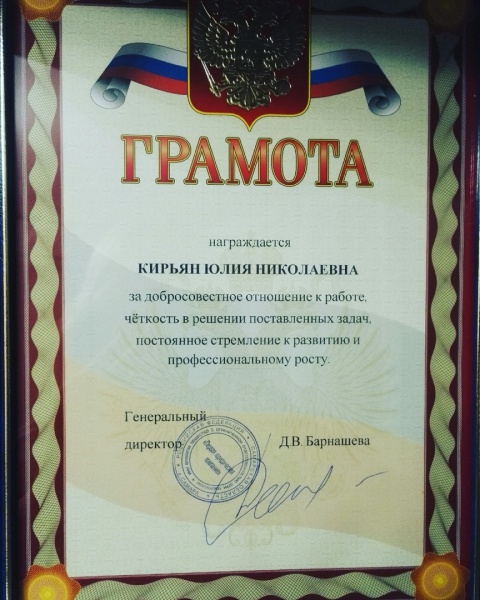 ГРАМОТА
награждается
КИРЬЯН ЮЛИЯ НИКОЛАЕВНА
за добросовестное отношение к работе,
чёткость в решении поставленных задач,
постоянное стремление к развитию и
профессиональному росту.
Генеральный
директор Д.В. Барнашева